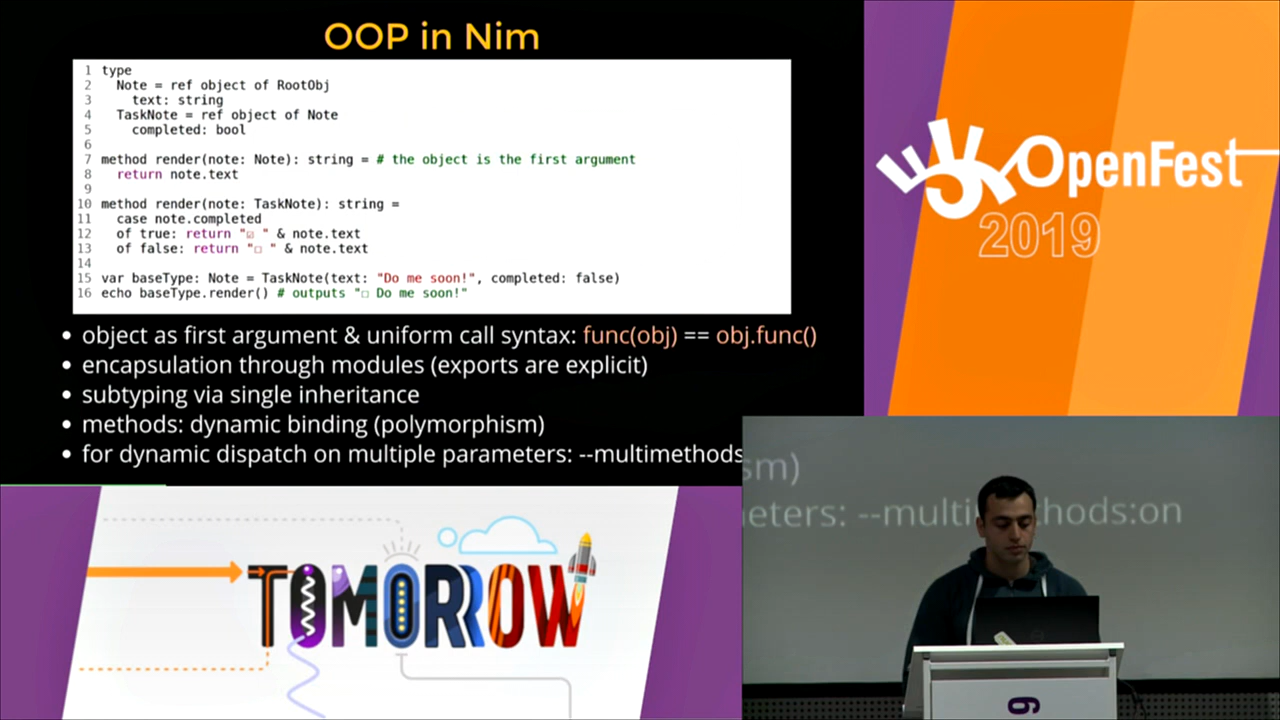 OOP in Nim
1 type
2   Note = ref object of RootObj
3     text: string
4   TaskNote = ref object of Note
5     completed: bool
6
7 method render(note: Note): string = # the object is the first argument
8   return note.text
9
10 method render(note: TaskNote): string =
11   case note.completed
12   of true: return "☑ " & note.text
13   of false: return "☐ " & note.text
14
15 var baseType: Note = TaskNote(text: "Do me soon!", completed: false)
16 echo baseType.render() # outputs "☐ Do me soon!"
• object as first argument & uniform call syntax: func(obj) == obj.func()
• encapsulation through modules (exports are explicit)
• subtyping via single inheritance
• methods: dynamic binding (polymorphism)
• for dynamic dispatch on multiple parameters: --multimethods
OpenFest
2019
TOMORROW
sm)
eters: --multi hods:on
6